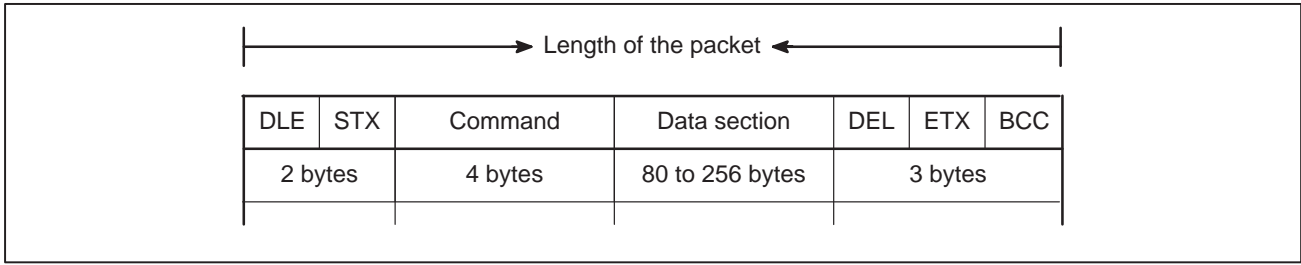 Length of the packet
DLE STX Command Data section DEL ETX BCC
2 bytes 4 bytes 80 to 256 bytes 3 bytes